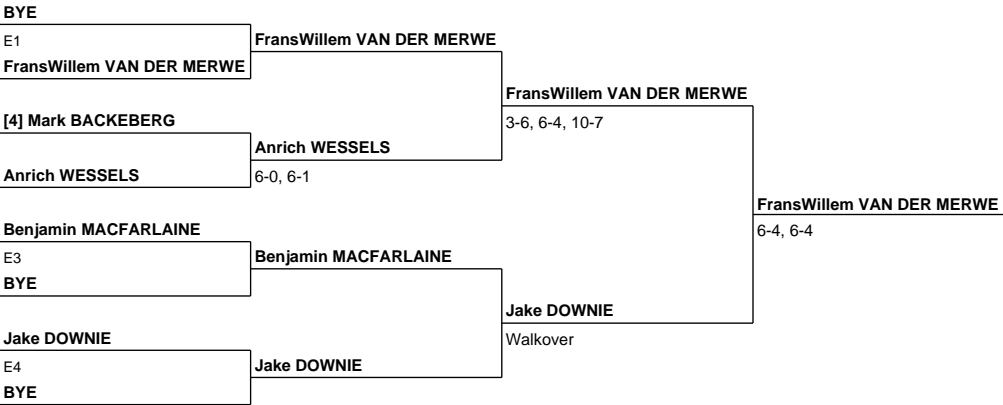 BYE
E1
FransWillem VAN DER MERWE
FransWillem VAN DER MERWE
[4] Mark BACKEBERG
Anrich WESSELS
Anrich WESSELS
6-0, 6-1
FransWillem VAN DER MERWE
3-6, 6-4, 10-7
Benjamin MACFARLAINE
E3
BYE
Benjamin MACFARLAINE
Jake DOWNIE
E4
BYE
Jake DOWNIE
Jake DOWNIE
Walkover
FransWillem VAN DER MERWE
6-4, 6-4